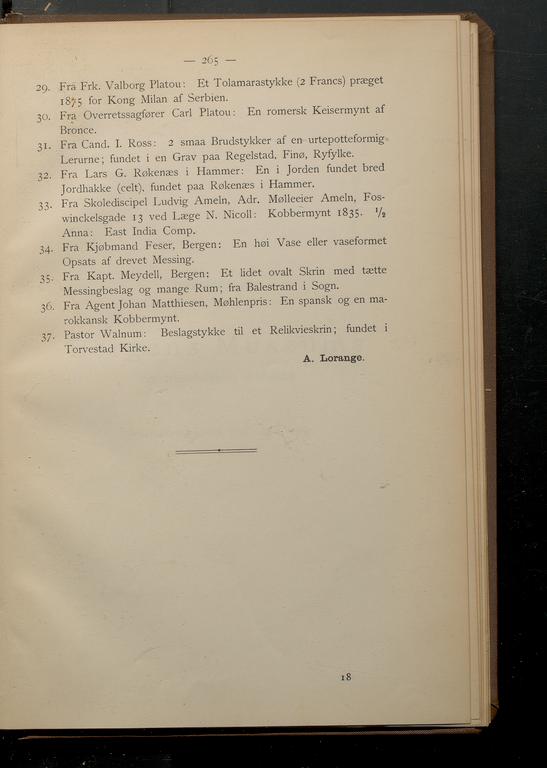 — 265 —
29. Fra Frk. Valborg Platou: Et Tolamarastykke (2 Francs) præget
1875 for Kong Milan af Serbien.
30. Fra Overretssagfører Carl Platou: En romersk Keisermynt af
Bronce.
31. Fra Cand. I. Ross: 2 smaa Brudstykker af en urtepotteformig
Lerurne; fundet i en Grav paa Regelstad, Finø, Ryfylke.
32. Fra Lars G. Røkenæs i Hammer: En i Jorden fundet bred
Jordhakke (celt), fundet paa Røkenæs i Hammer.
33. Fra Skolediscipel Ludvig Ameln, Adr. Mølleeier Ameln, Fos-
winckelsgade 13 ved Læge N. Nicoll: Kobbermynt 1835. 1/2
Anna: East India Comp.
34. Fra Kjøbmand Feser, Bergen: En høi Vase eller vaseformet
Opsats af drevet Messing.
35. Fra Kapt. Meydell, Bergen: Et lidet ovalt Skrin med tætte
Messingbeslag og mange Rum; fra Balestrand i Sogn.
36. Fra Agent Johan Matthiesen, Møhlenpris: En spansk og en ma-
rokkansk Kobbermynt.
37. Pastor Walnum: Beslagstykke til et Relikvieskrin; fundet i
Torvestad Kirke.
A. Lorange.
18